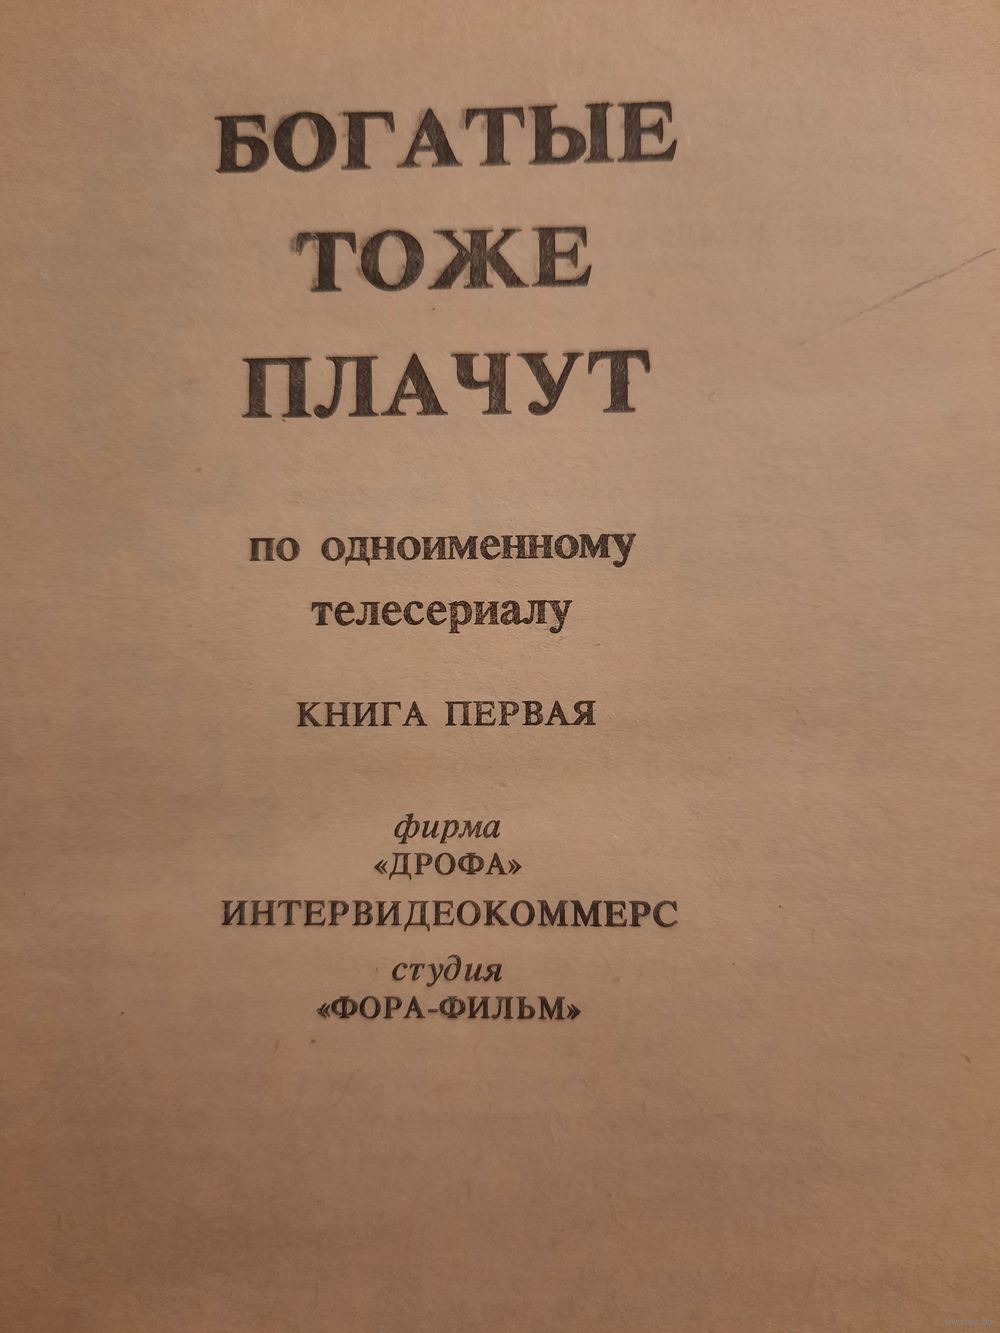 БОГАТЫЕ
ТОЖЕ
ПЛАЧУТ
по одноименному
телесериалу
КНИГА ПЕРВАЯ
фирма
«ДРОФА»
ИНТЕРВИДЕОКОММЕРС
студия
«ФОРА-ФИЛЬМ»